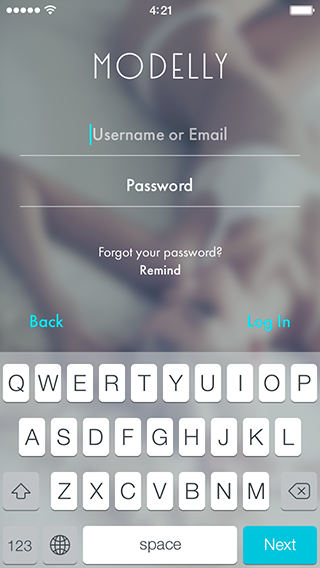 4:21
MODELLY
Username or Email
Password
Forgot your password?
Remind
Back Log In
Q W E R T Y U I O P
A S D F G H J K L
Z X C V B N M
123 space Next